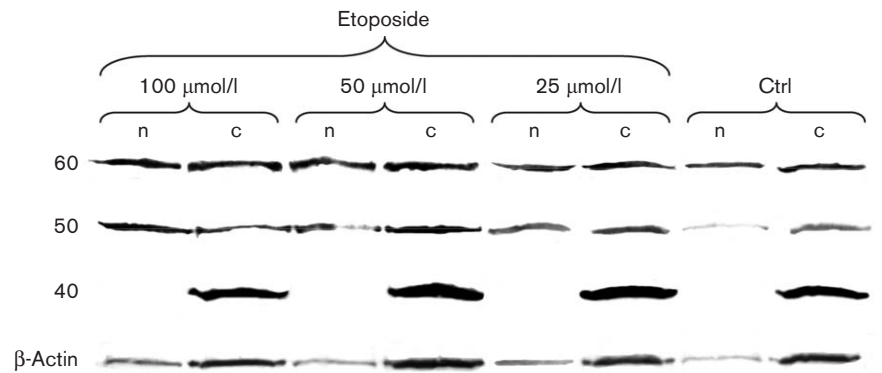 Etoposide
100 μmol/l 50 μmol/l 25 μmol/l Ctrl
n c n c n c n c
60
50
40
β-Actin